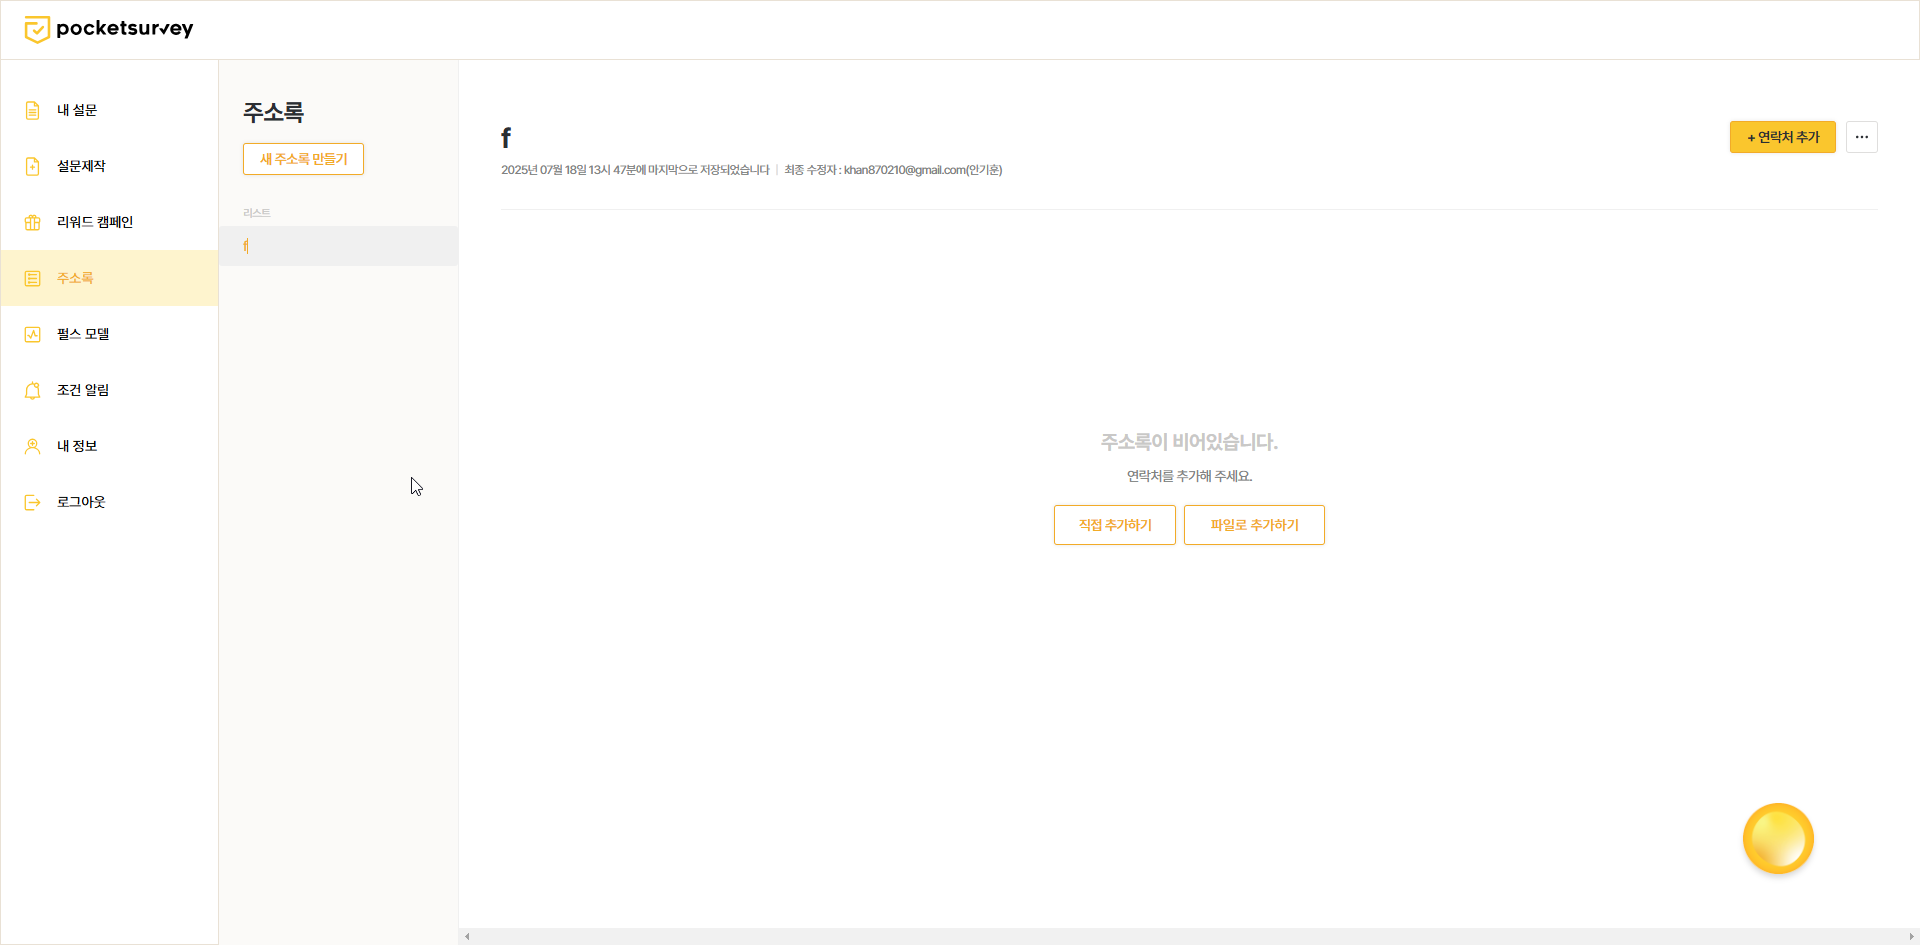 pocketsurvey
내 설문
설문제작
리워드 캠페인
주소록
펄스 모델
조건 알림
내 정보
로그아웃
주소록
새 주소록 만들기
리스트
f
f
2025년 07월 18일 13시 47분에 마지막으로 저장되었습니다 | 최종 수정자 : khan870210@gmail.com(안기훈)
+ 연락처 추가
···
주소록이 비어있습니다.
연락처를 추가해 주세요.
직접 추가하기
파일로 추가하기